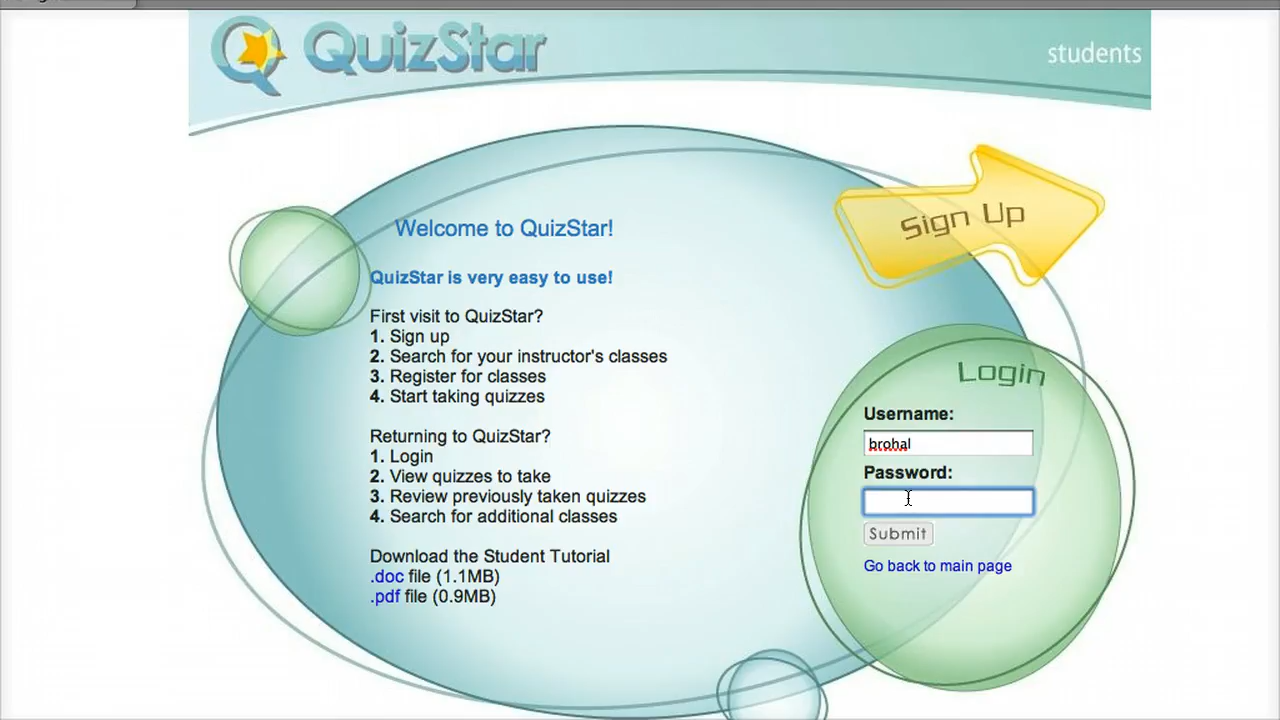 QuizStar
students
Sign Up
Welcome to QuizStar!
QuizStar is very easy to use!
First visit to QuizStar?
1. Sign up
2. Search for your instructor's classes
3. Register for classes
4. Start taking quizzes
Returning to QuizStar?
1. Login
2. View quizzes to take
3. Review previously taken quizzes
4. Search for additional classes
Download the Student Tutorial
.doc file (1.1MB)
.pdf file (0.9MB)
Login
Username:
brohal
Password:
Submit
Go back to main page